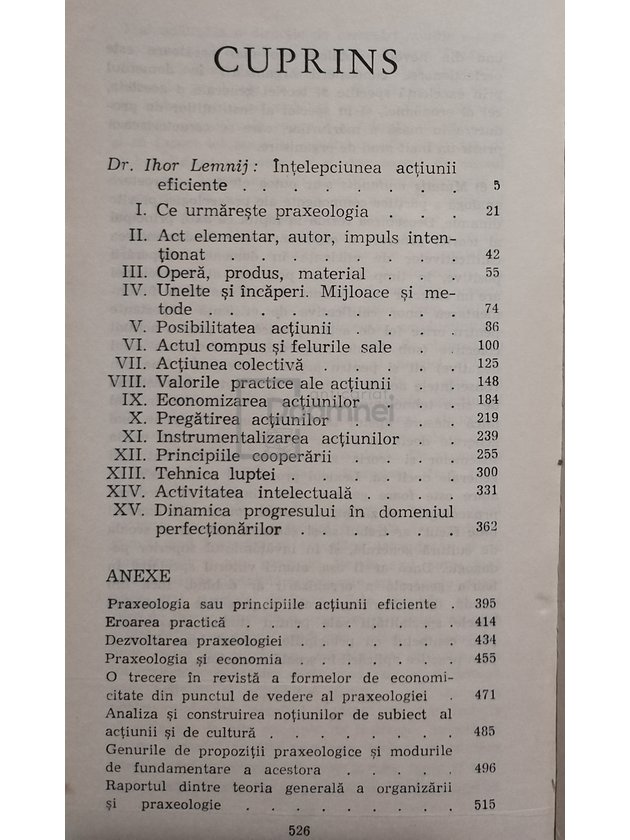 CUPRINS
Dr. Ihor Lemnij: Înțelepciunea acțiunii
eficiente . . . . . . . . 5
I. Ce urmărește praxeologia . . . 21
II. Act elementar, autor, impuls inten-
ționat . . . . . . . . 42
III. Operă, produs, material . . . 55
IV. Unelte și încăperi. Mijloace și me-
tode . . . . . . . . 74
V. Posibilitatea acțiunii . . . . 86
VI. Actul compus și felurile sale . . 100
VII. Acțiunea colectivă . . . . . 125
VIII. Valorile practice ale acțiunii . . 148
IX. Economizarea acțiunilor . . . 184
X. Pregătirea acțiunilor . . . . 219
XI. Instrumentalizarea acțiunilor . . 239
XII. Principiile cooperării . . . . 255
XIII. Tehnica luptei . . . . . . 300
XIV. Activitatea intelectuală . . . . 331
XV. Dinamica progresului în domeniul
perfecționărilor . . . . . . 362
ANEXE
Praxeologia sau principiile acțiunii eficiente . 395
Eroarea practică . . . . . . . . 414
Dezvoltarea praxeologiei . . . . . . . 434
Praxeologia și economia . . . . . . . 455
O trecere în revistă a formelor de economi-
citate din punctul de vedere al praxeologiei . 471
Analiza și construirea noțiunilor de subiect al
acțiunii și de cultură . . . . . . . 485
Genurile de propoziții praxeologice și modurile
de fundamentare a acestora . . . . . 496
Raportul dintre teoria generală a organizării
și praxeologie . . . . . . . . 515
526